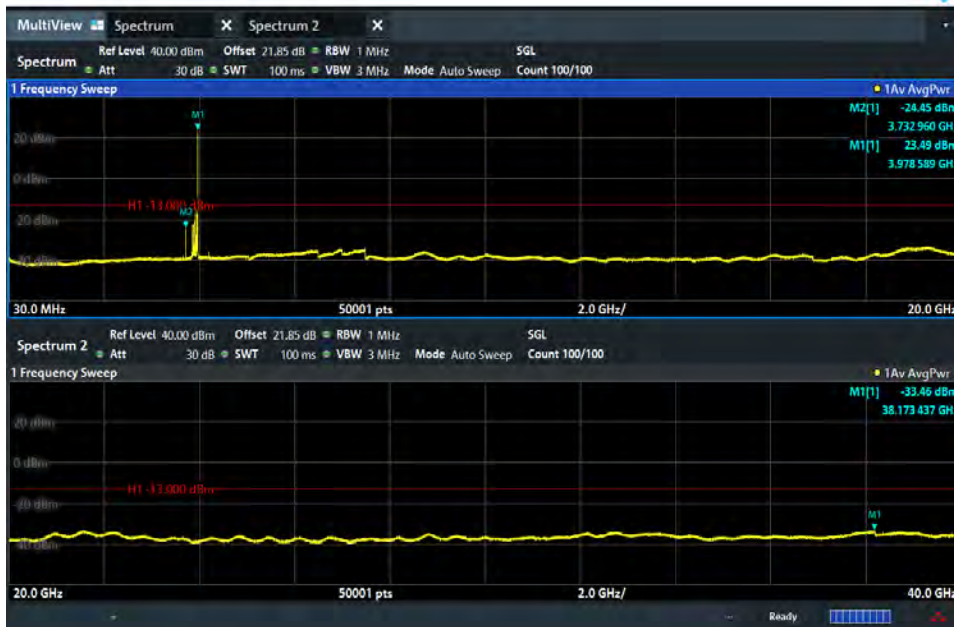 MultiView Spectrum X Spectrum 2 X
Spectrum
Ref Level 40.00 dBm Offset 21.85 dB RBW 1 MHz SGL
Att 30 dB SWT 100 ms VBW 3 MHz Mode Auto Sweep Count 100/100
1 Frequency Sweep 1Av AvgPwr
M2[1] -24.45 dBm
3.732 960 GH
M1[1] 23.49 dBm
3.978 589 GH
M1
20 dBm
0 dBm
H1 -13.000 dBm
M2
-20 dBm
-40 dBm
30.0 MHz 50001 pts 2.0 GHz/ 20.0 GHz
Spectrum 2
Ref Level 40.00 dBm Offset 21.85 dB RBW 1 MHz SGL
Att 30 dB SWT 100 ms VBW 3 MHz Mode Auto Sweep Count 100/100
1 Frequency Sweep 1Av AvgPwr
M1[1] -33.46 dBm
38.173 437 GH
20 dBm
0 dBm
H1 -13.000 dBm
-20 dBm
M1
-40 dBm
20.0 GHz 50001 pts 2.0 GHz/ 40.0 GHz
Ready